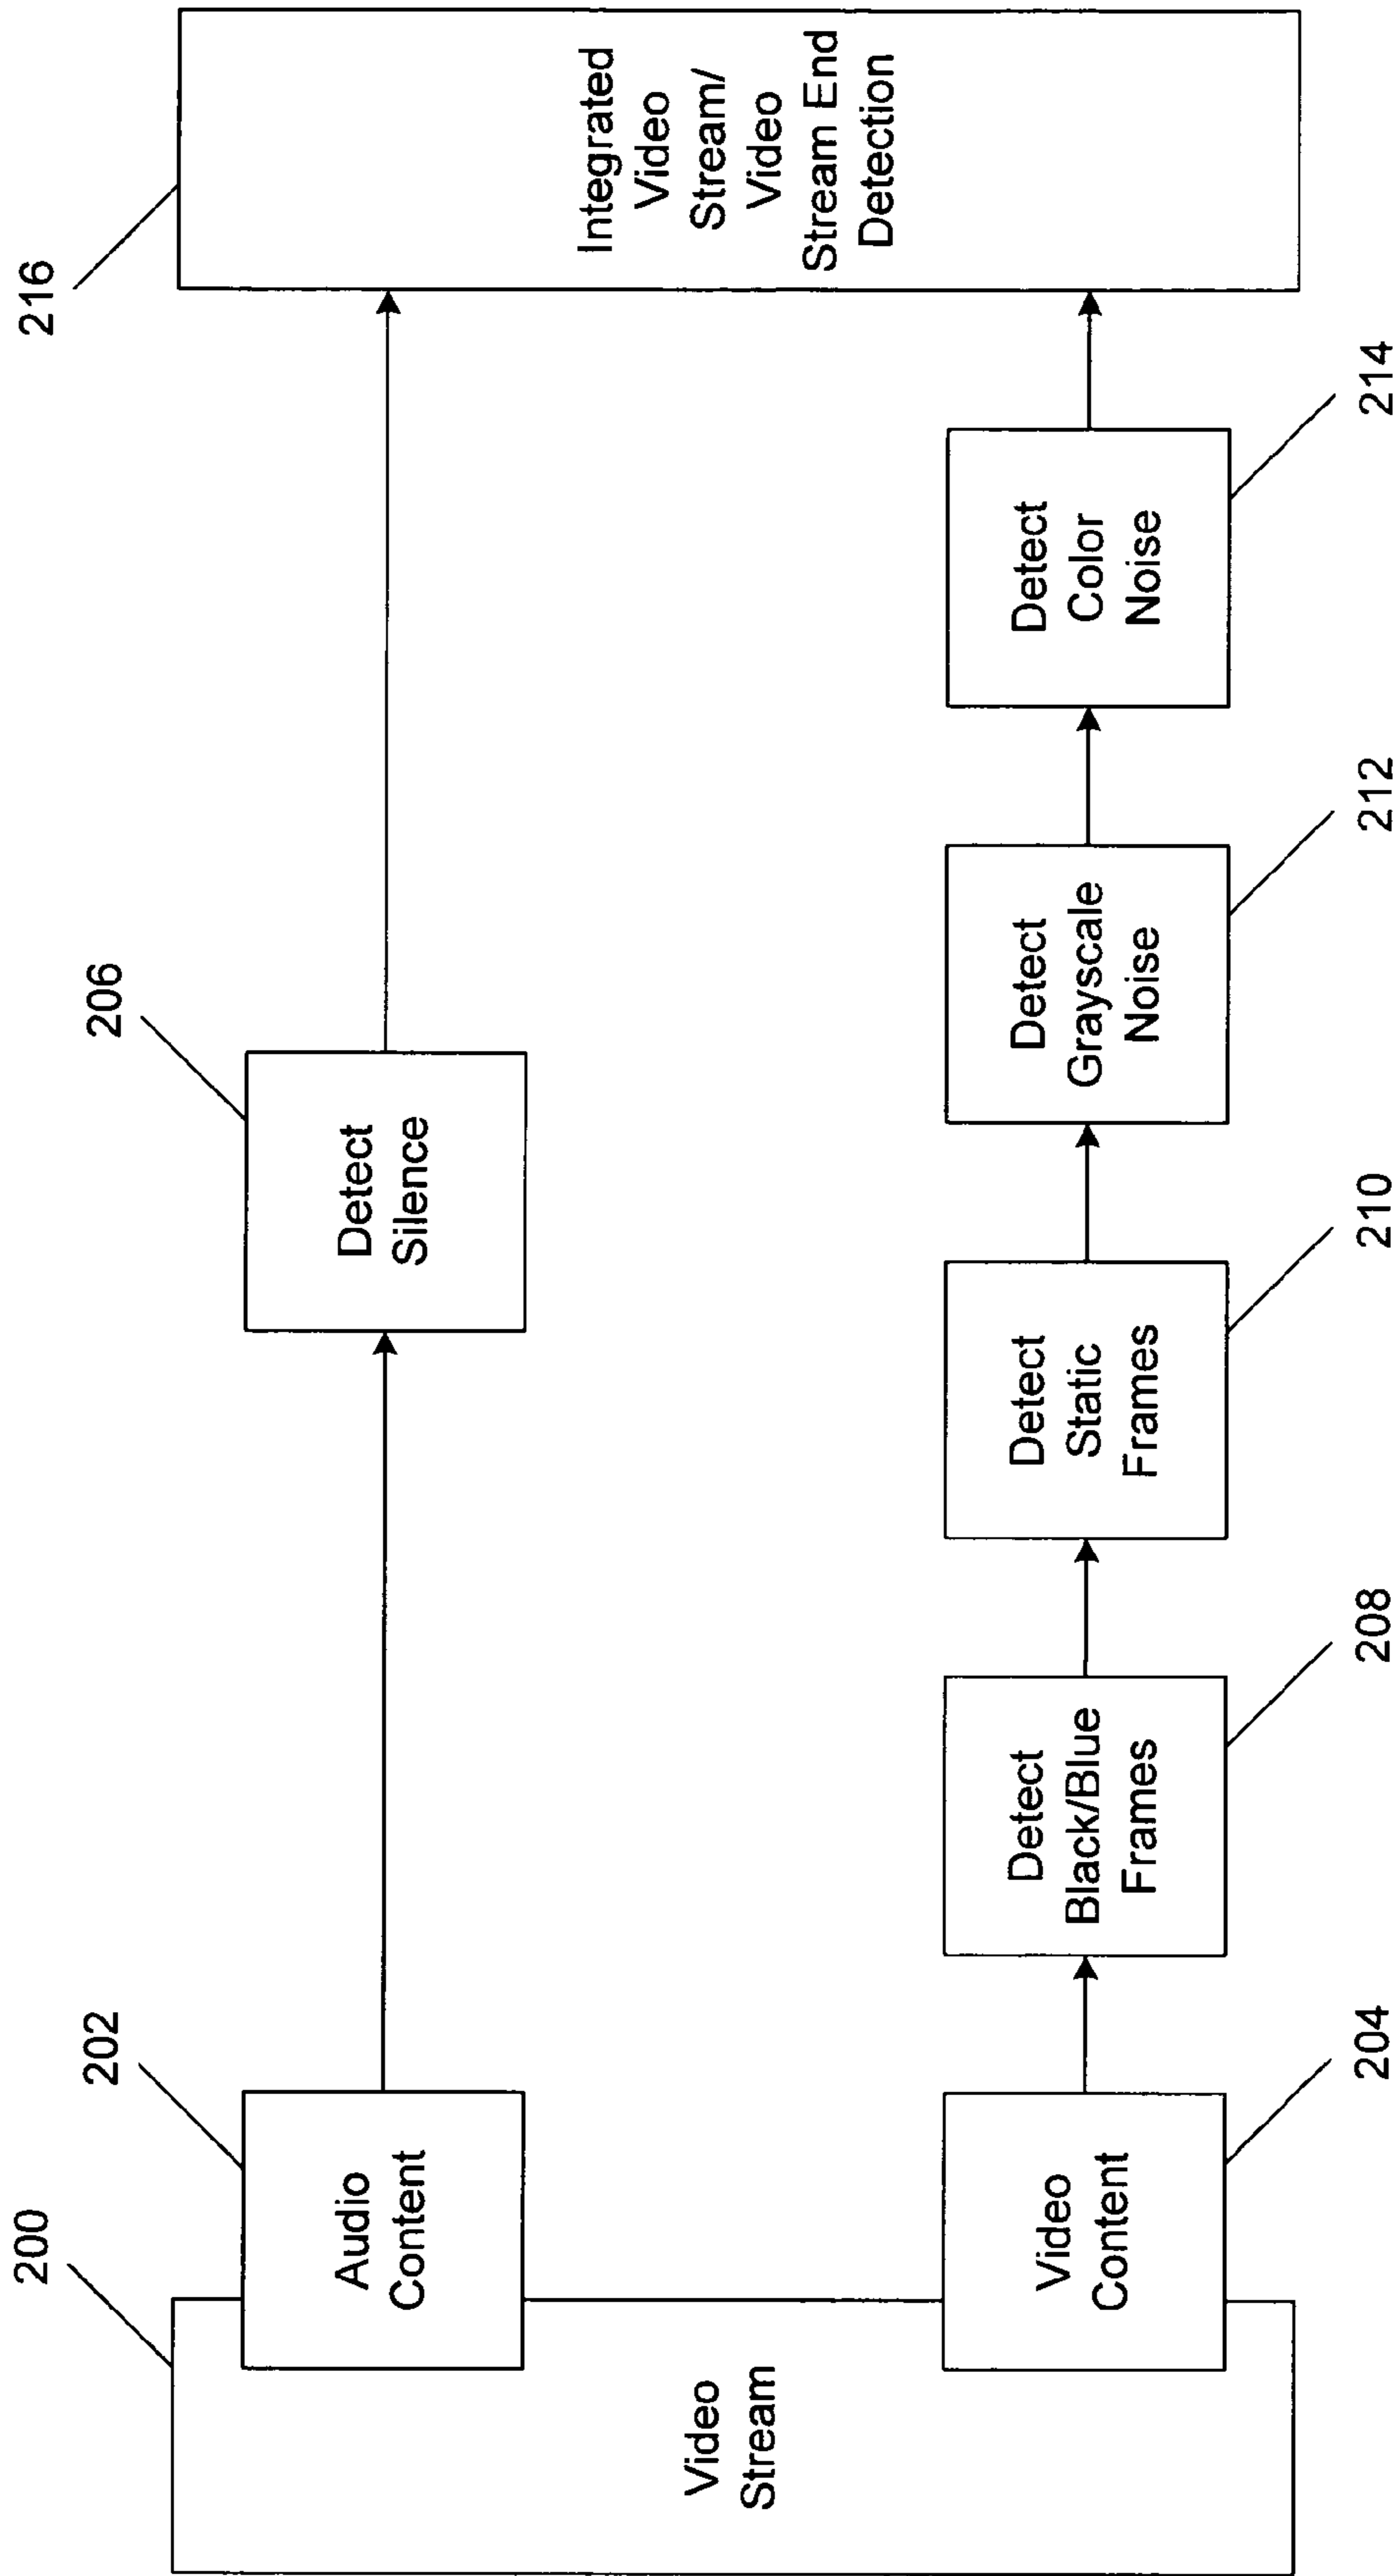 200
Video
Stream
202
Audio
Content
206
Detect
Silence
216
Integrated
Video
Stream/
Video
Stream End
Detection
Video
Content
204
Detect
Black/Blue
Frames
208
Detect
Static
Frames
210
Detect
Grayscale
Noise
212
Detect
Color
Noise
214